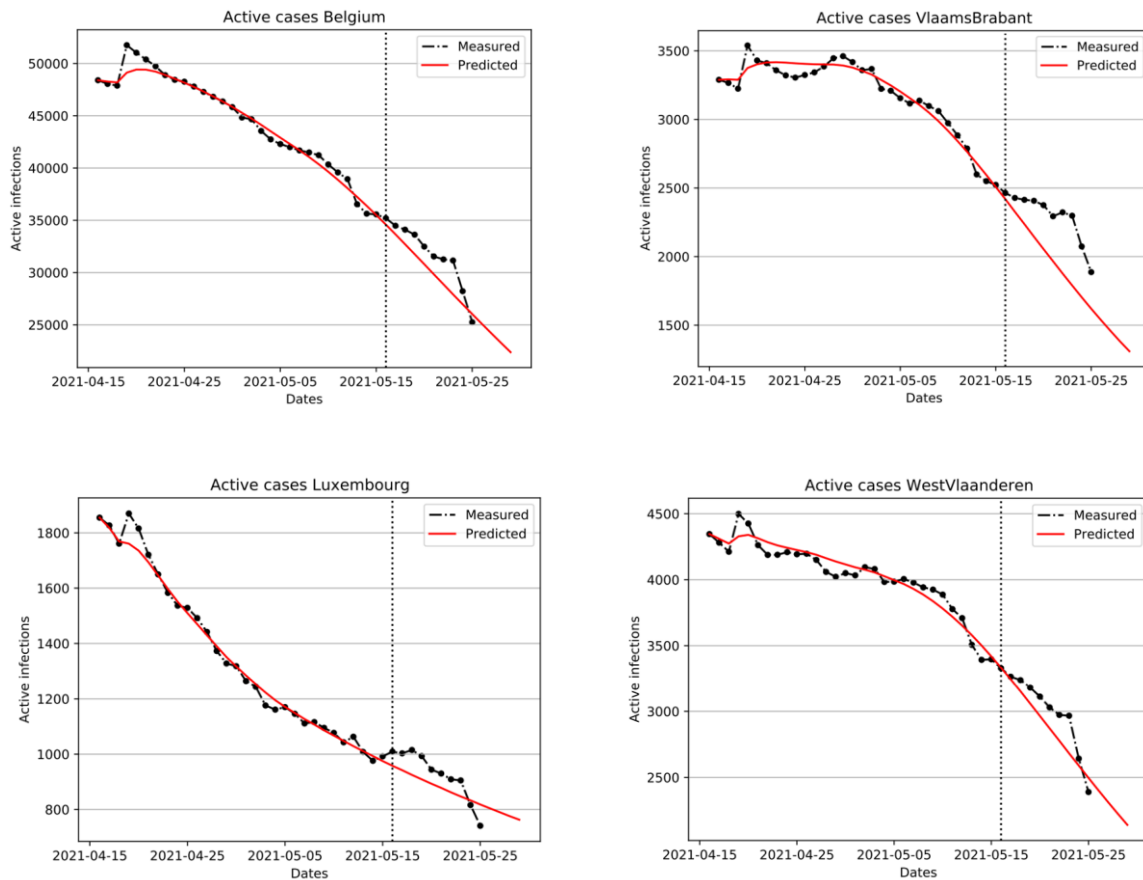 Active cases Belgium
Measured
Predicted
50000
45000
40000
35000
30000
25000
Active infections
2021-04-15 2021-04-25 2021-05-05 2021-05-15 2021-05-25
Dates
Active cases VlaamsBrabant
Measured
Predicted
3500
3000
2500
2000
1500
Active infections
2021-04-15 2021-04-25 2021-05-05 2021-05-15 2021-05-25
Dates
Active cases Luxembourg
Measured
Predicted
1800
1600
1400
1200
1000
800
Active infections
2021-04-15 2021-04-25 2021-05-05 2021-05-15 2021-05-25
Dates
Active cases WestVlaanderen
Measured
Predicted
4500
4000
3500
3000
2500
Active infections
2021-04-15 2021-04-25 2021-05-05 2021-05-15 2021-05-25
Dates